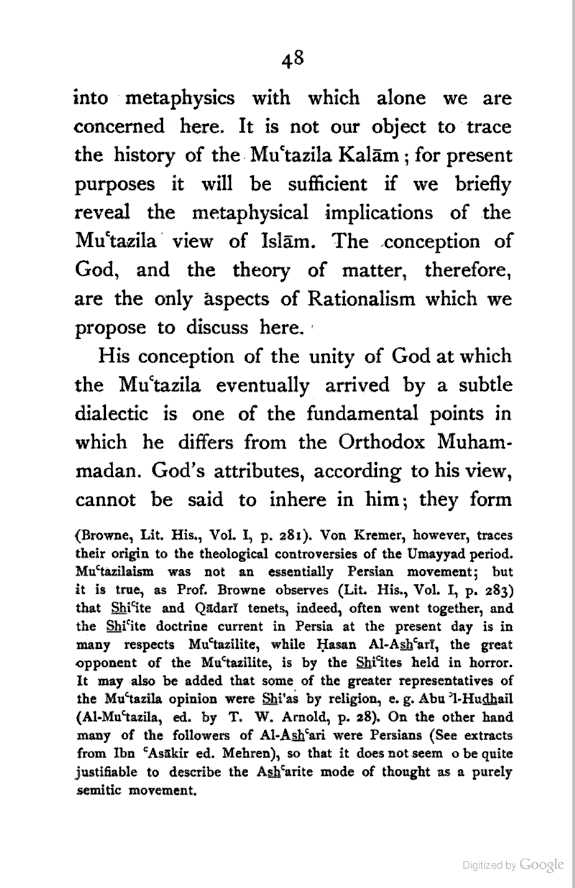 48
into metaphysics with which alone we are
concerned here. It is not our object to trace
the history of the Muʿtazila Kalām; for present
purposes it will be sufficient if we briefly
reveal the metaphysical implications of the
Muʿtazila view of Islām. The conception of
God, and the theory of matter, therefore,
are the only aspects of Rationalism which we
propose to discuss here.
His conception of the unity of God at which
the Muʿtazila eventually arrived by a subtle
dialectic is one of the fundamental points in
which he differs from the Orthodox Muham-
madan. God's attributes, according to his view,
cannot be said to inhere in him; they form
(Browne, Lit. His., Vol. I, p. 281). Von Kremer, however, traces
their origin to the theological controversies of the Umayyad period.
Muʿtazilaism was not an essentially Persian movement; but
it is true, as Prof. Browne observes (Lit. His., Vol. I, p. 283)
that Shiʿite and Qādarī tenets, indeed, often went together, and
the Shiʿite doctrine current in Persia at the present day is in
many respects Muʿtazilite, while Ḥasan Al-Ashʿarī, the great
opponent of the Muʿtazilite, is by the Shiʿites held in horror.
It may also be added that some of the greater representatives of
the Muʿtazila opinion were Shi'as by religion, e. g. Abu ʾl-Hudhail
(Al-Muʿtazila, ed. by T. W. Arnold, p. 28). On the other hand
many of the followers of Al-Ashʿari were Persians (See extracts
from Ibn ʿAsākir ed. Mehren), so that it does not seem o be quite
justifiable to describe the Ashʿarite mode of thought as a purely
semitic movement.
Digitized by Google